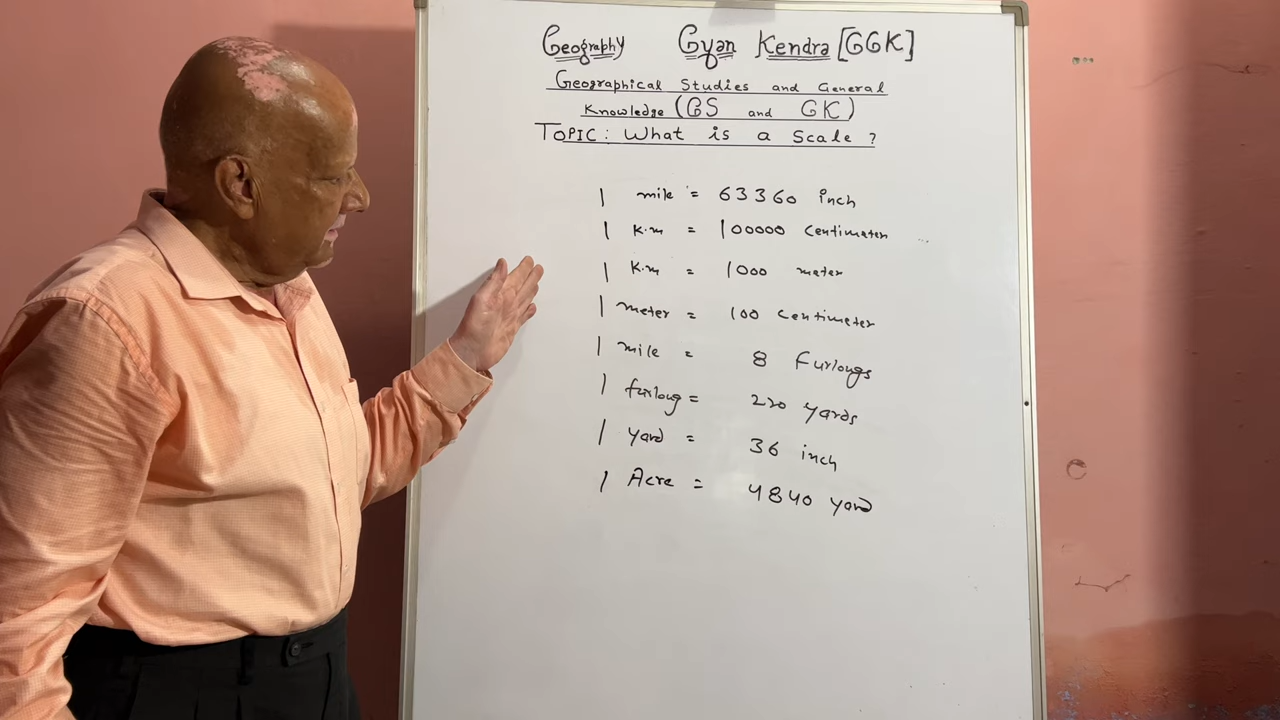 Geography Gyan Kendra [GGK]
Geographical Studies and General
Knowledge (GS and GK)
TOPIC: What is a Scale?
1 mile = 63360 inch
1 K.m = 100000 Centimeter
1 K.m = 1000 meter
1 meter = 100 Centimeter
1 mile = 8 Furlongs
1 furlong = 220 yards
1 yard = 36 inch
1 Acre = 4840 yard